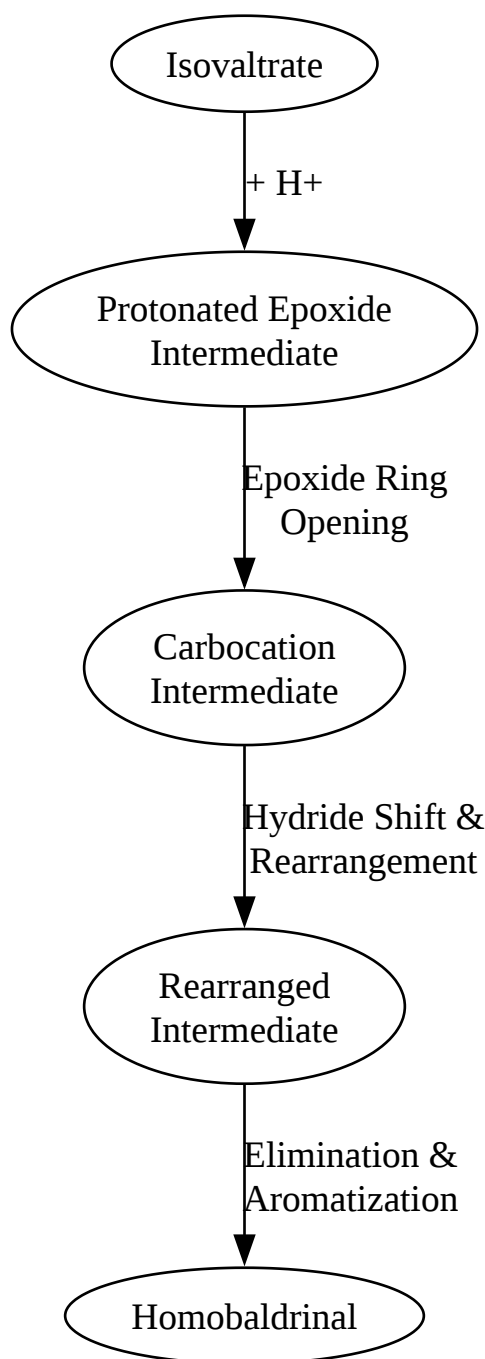 Isovaltrate
+ H+
Protonated Epoxide
Intermediate
Epoxide Ring
Opening
Carbocation
Intermediate
Hydride Shift &
Rearrangement
Rearranged
Intermediate
Elimination &
Aromatization
Homobaldrinal